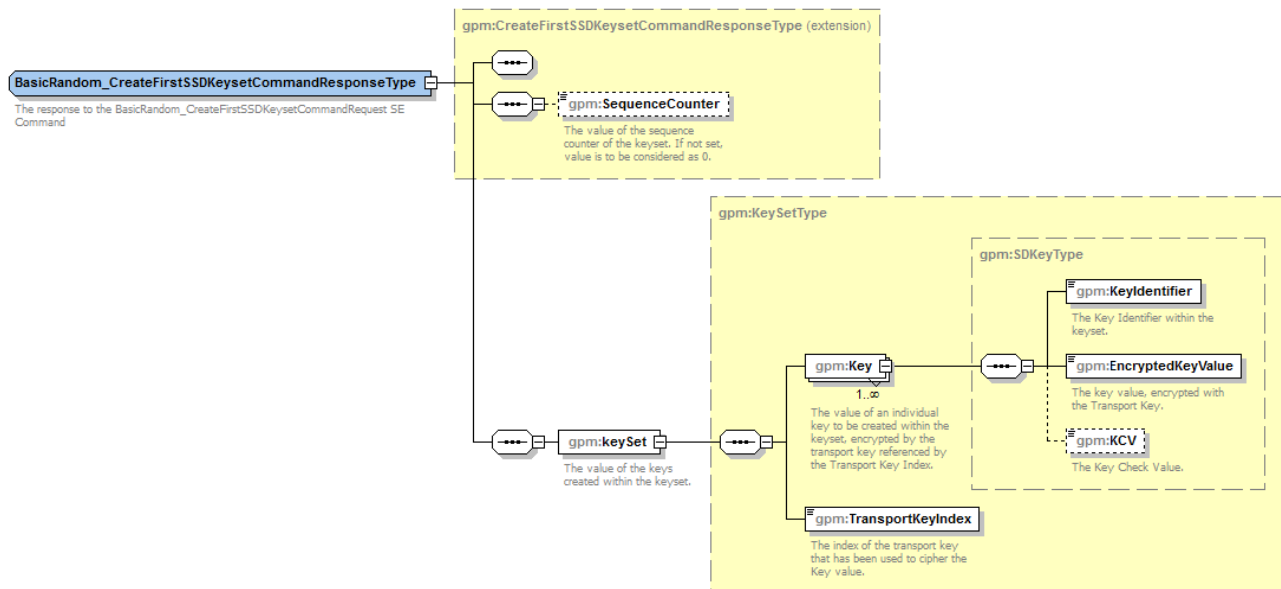 gpm:CreateFirstSSDKeysetCommandResponseType (extension)
BasicRandom_CreateFirstSSDKeysetCommandResponseType
The response to the BasicRandom_CreateFirstSSDKeysetCommandRequest SE
Command
gpm:SequenceCounter
The value of the sequence
counter of the keyset. If not set,
value is to be considered as 0.
gpm:keySet
The value of the keys
created within the keyset.
gpm:KeySetType
gpm:Key
1..∞
The value of an individual
key to be created within the
keyset, encrypted by the
transport key referenced by
the Transport Key Index.
gpm:SDKeyType
gpm:KeyIdentifier
The Key Identifier within the
keyset.
gpm:EncryptedKeyValue
The key value, encrypted with
the Transport Key.
gpm:KCV
The Key Check Value.
gpm:TransportKeyIndex
The index of the transport key
that has been used to cipher the
Key value.